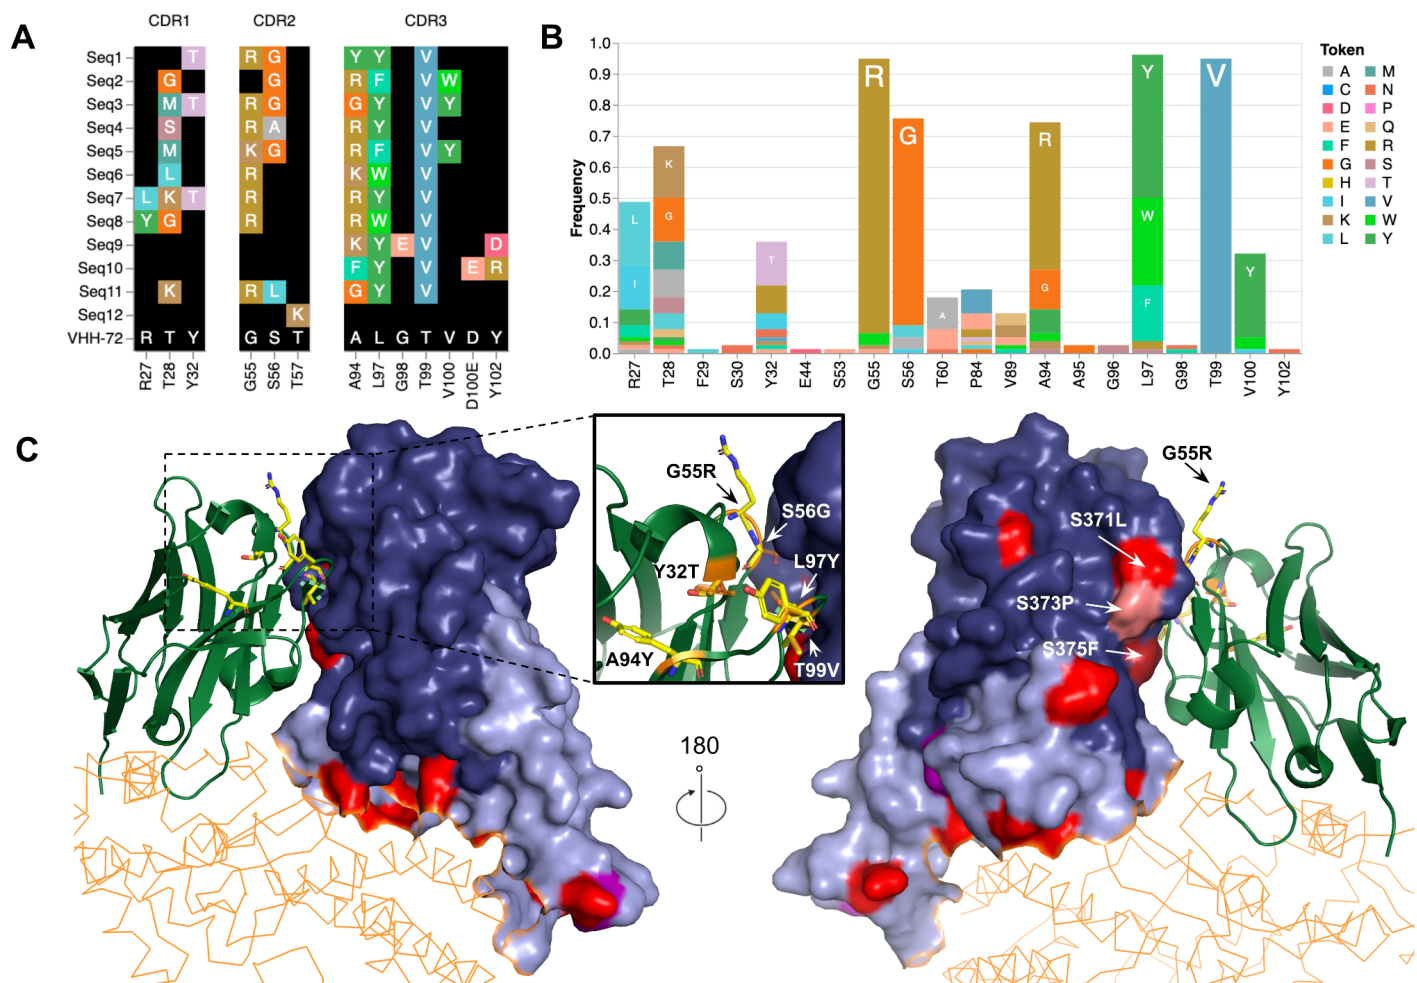 A
CDR1 CDR2 CDR3
Seq1 T R G Y Y V
Seq2 G G R F V W
Seq3 M T R G G Y V Y
Seq4 S R A R Y V
Seq5 M K G R F V Y
Seq6 L R K W V
Seq7 L K T R R Y V
Seq8 Y G R R W V
Seq9 K Y E V D
Seq10 F Y V E R
Seq11 K R L G Y V
Seq12 K
VHH-72 R T Y G S T A L G T V D Y
R27 T28 Y32 G55 S56 T57 A94 L97 G98 T99 V100 D100E Y102
B
Frequency
1.0
0.9
0.8
0.7
0.6
0.5
0.4
0.3
0.2
0.1
0.0
L I
K G
T
R
G
A
R G
Y W F
V
Y
R27 T28 F29 S30 Y32 E44 S53 G55 S56 T60 P84 V89 A94 A95 G96 L97 G98 T99 V100 Y102
Token
A M
C N
D P
E Q
F R
G S
H T
I V
K W
L Y
C
G55R
S56G
L97Y
Y32T
A94Y
T99V
180
G55R
S371L
S373P
S375F